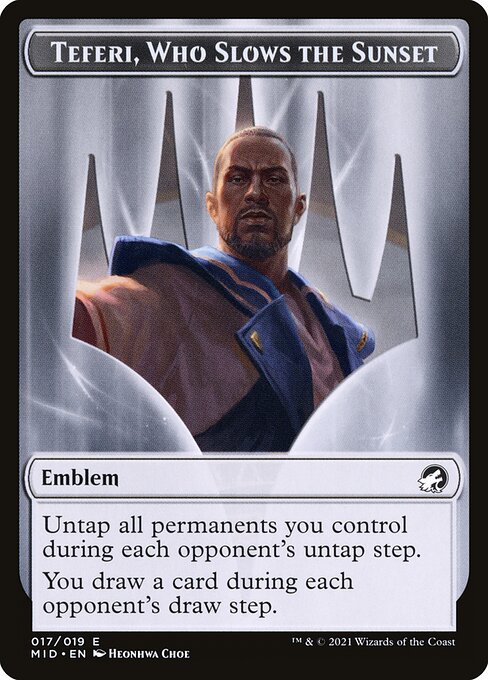 Teferi, Who Slows the Sunset
Emblem
Untap all permanents you control
during each opponent's untap step.
You draw a card during each
opponent's draw step.
017/019 E
MID • EN Heonhwa Choe
™ & © 2021 Wizards of the Coast